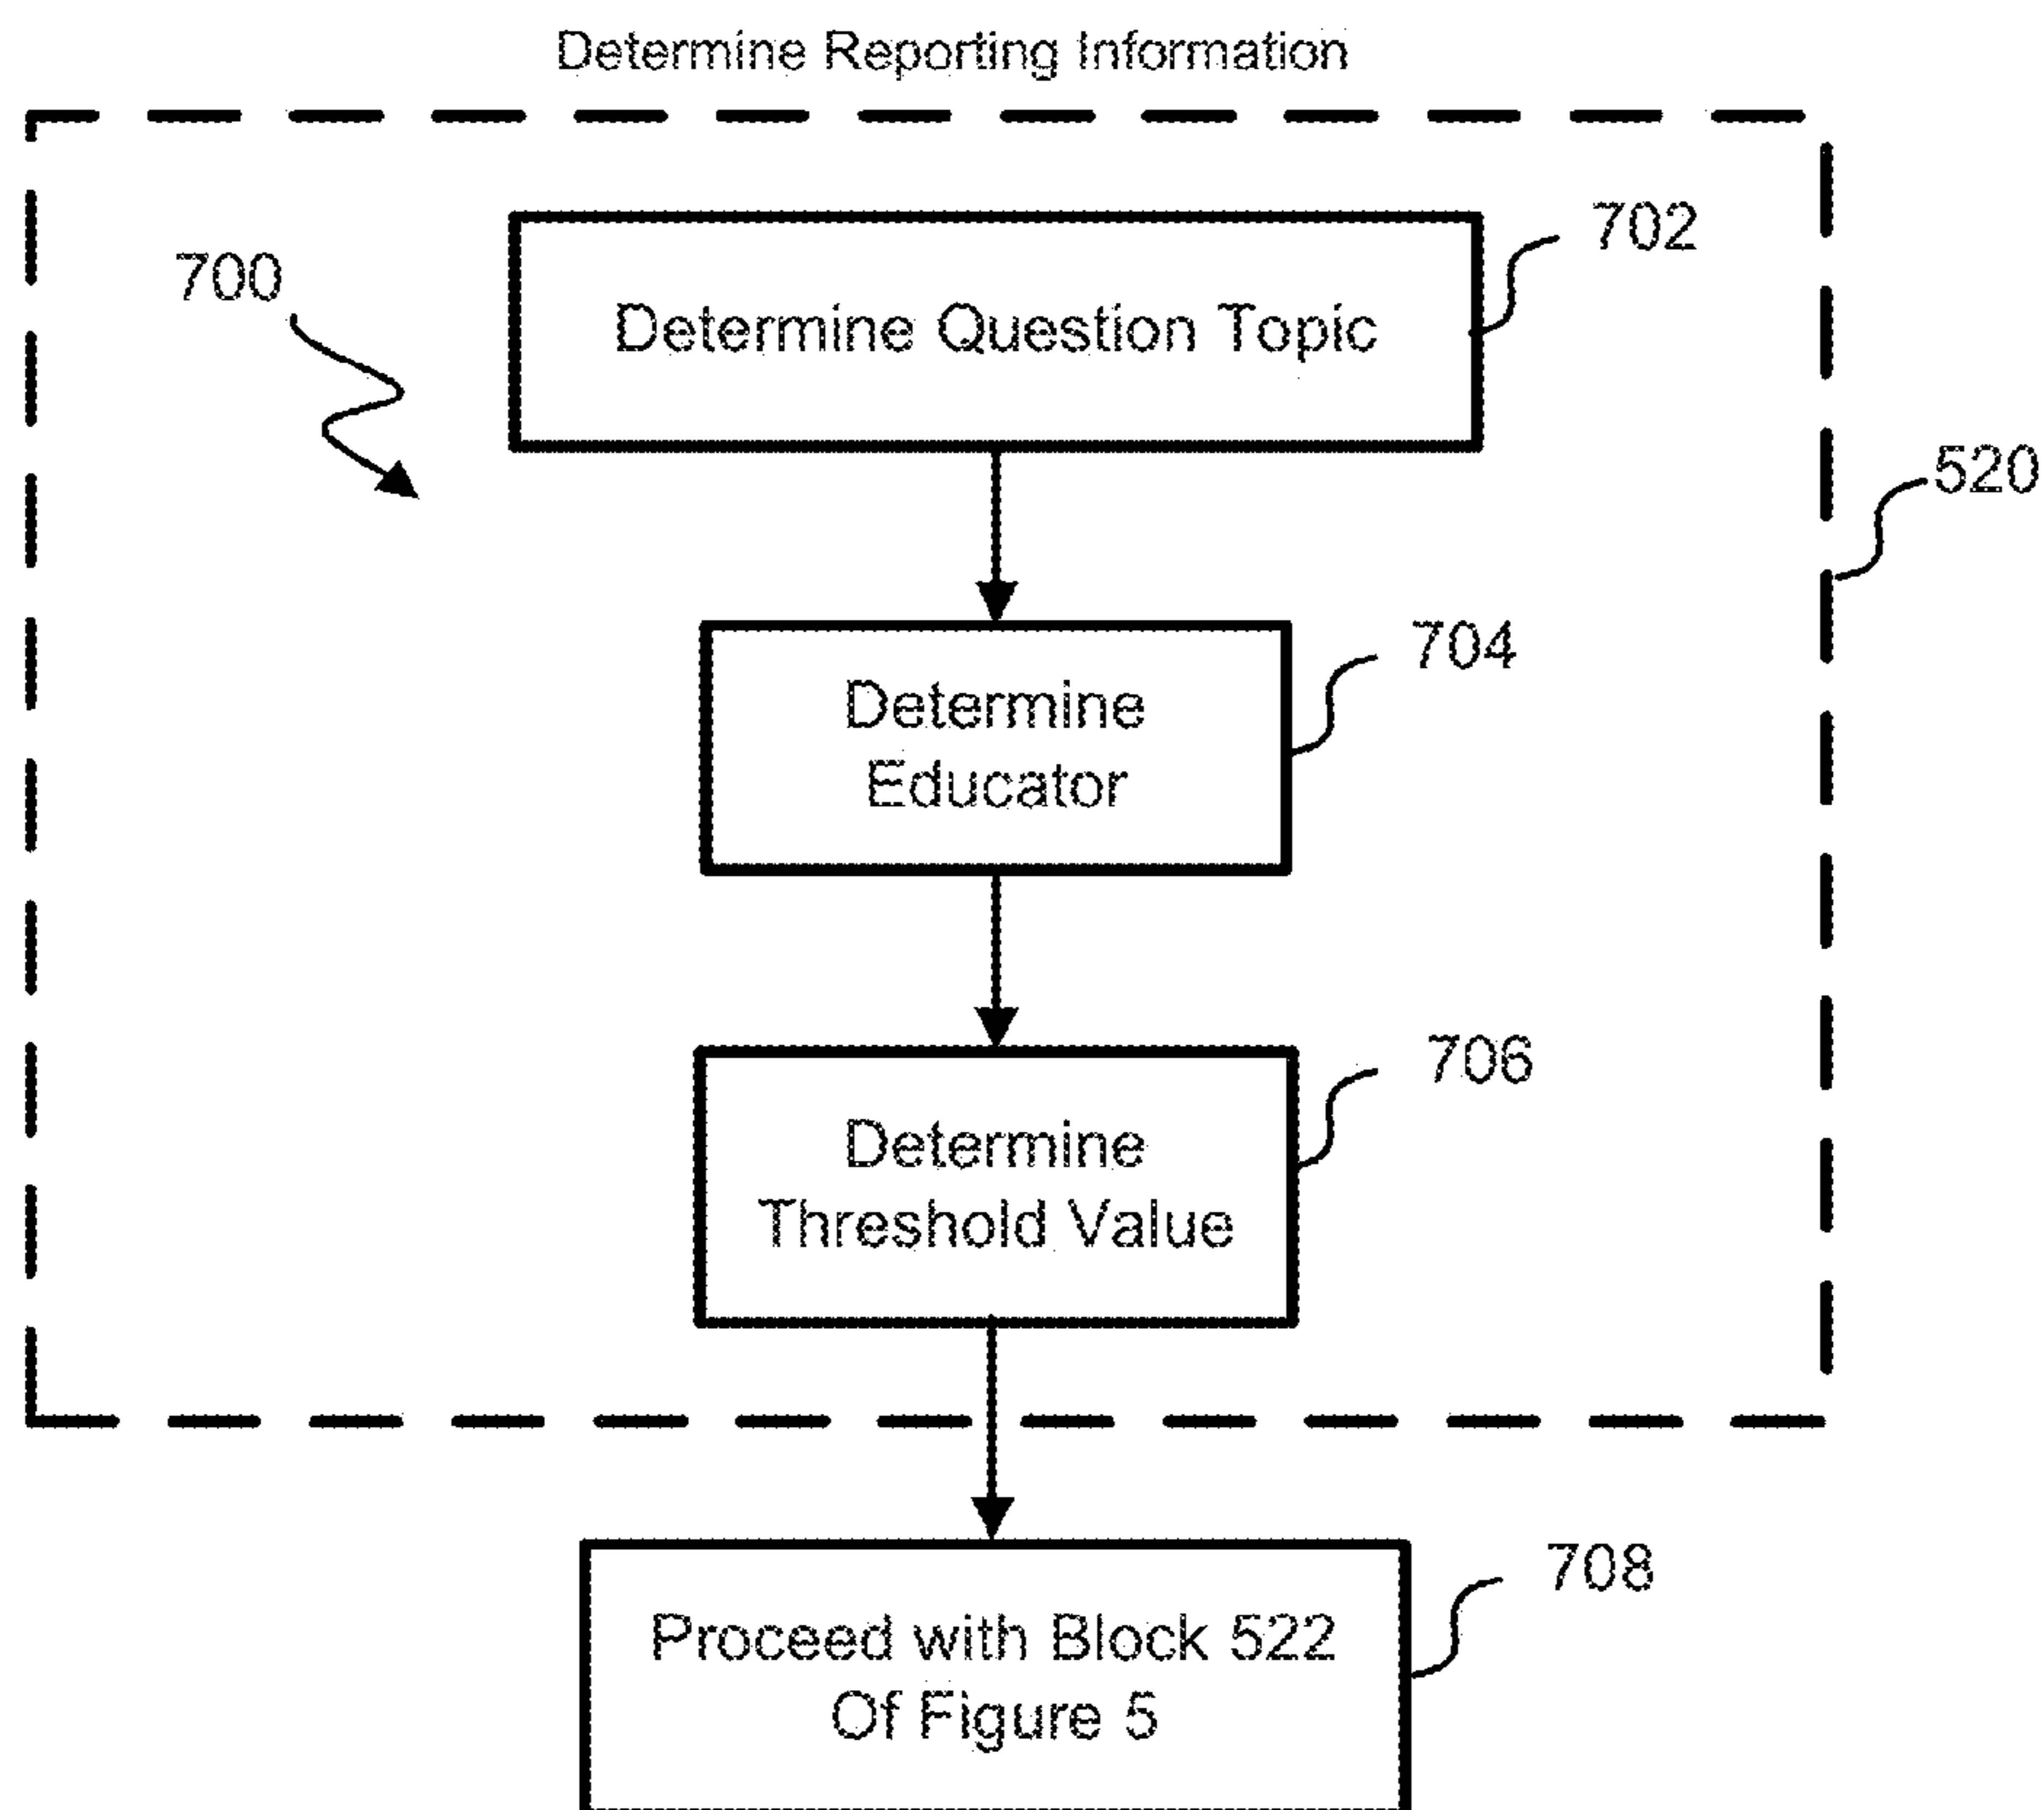 Determine Reporting Information
702
700
Determine Question Topic
520
704
Determine
Educator
706
Determine
Threshold Value
708
Proceed with Block 522
Of Figure 5